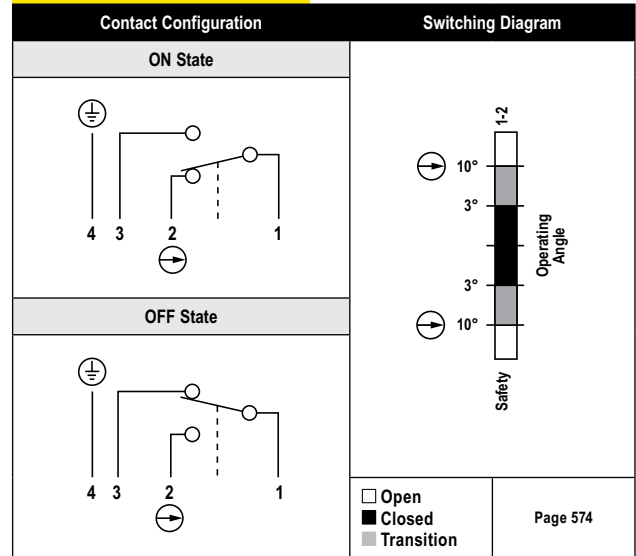 Contact Configuration
Switching Diagram
ON State
4 3 2 1
OFF State
4 3 2 1
1-2
10°
3°
3°
10°
Operating
Angle
Safety
Open
Closed
Transition
Page 574